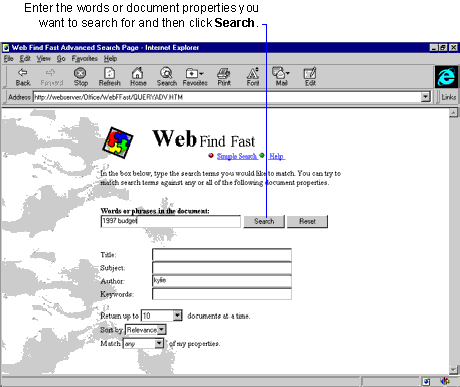 Enter the words or document properties you
want to search for and then click Search.
Web Find Fast Advanced Search Page - Internet Explorer
File Edit View Go Favorites Help
Back Forward Stop Refresh Home Search Favorites Print Font Mail Edit
Address http://webserver/Office/WebFFast/QUERYADV.HTM Links
Web Find Fast
Simple Search Help
In the box below, type the search terms you would like to match. You can try to
match search terms against any or all of the following document properties.
Words or phrases in the document:
1997 budget Search Reset
Title:
Subject:
Author: kylie
Keywords:
Return up to 10 documents at a time.
Sort by Relevance
Match any of my properties.